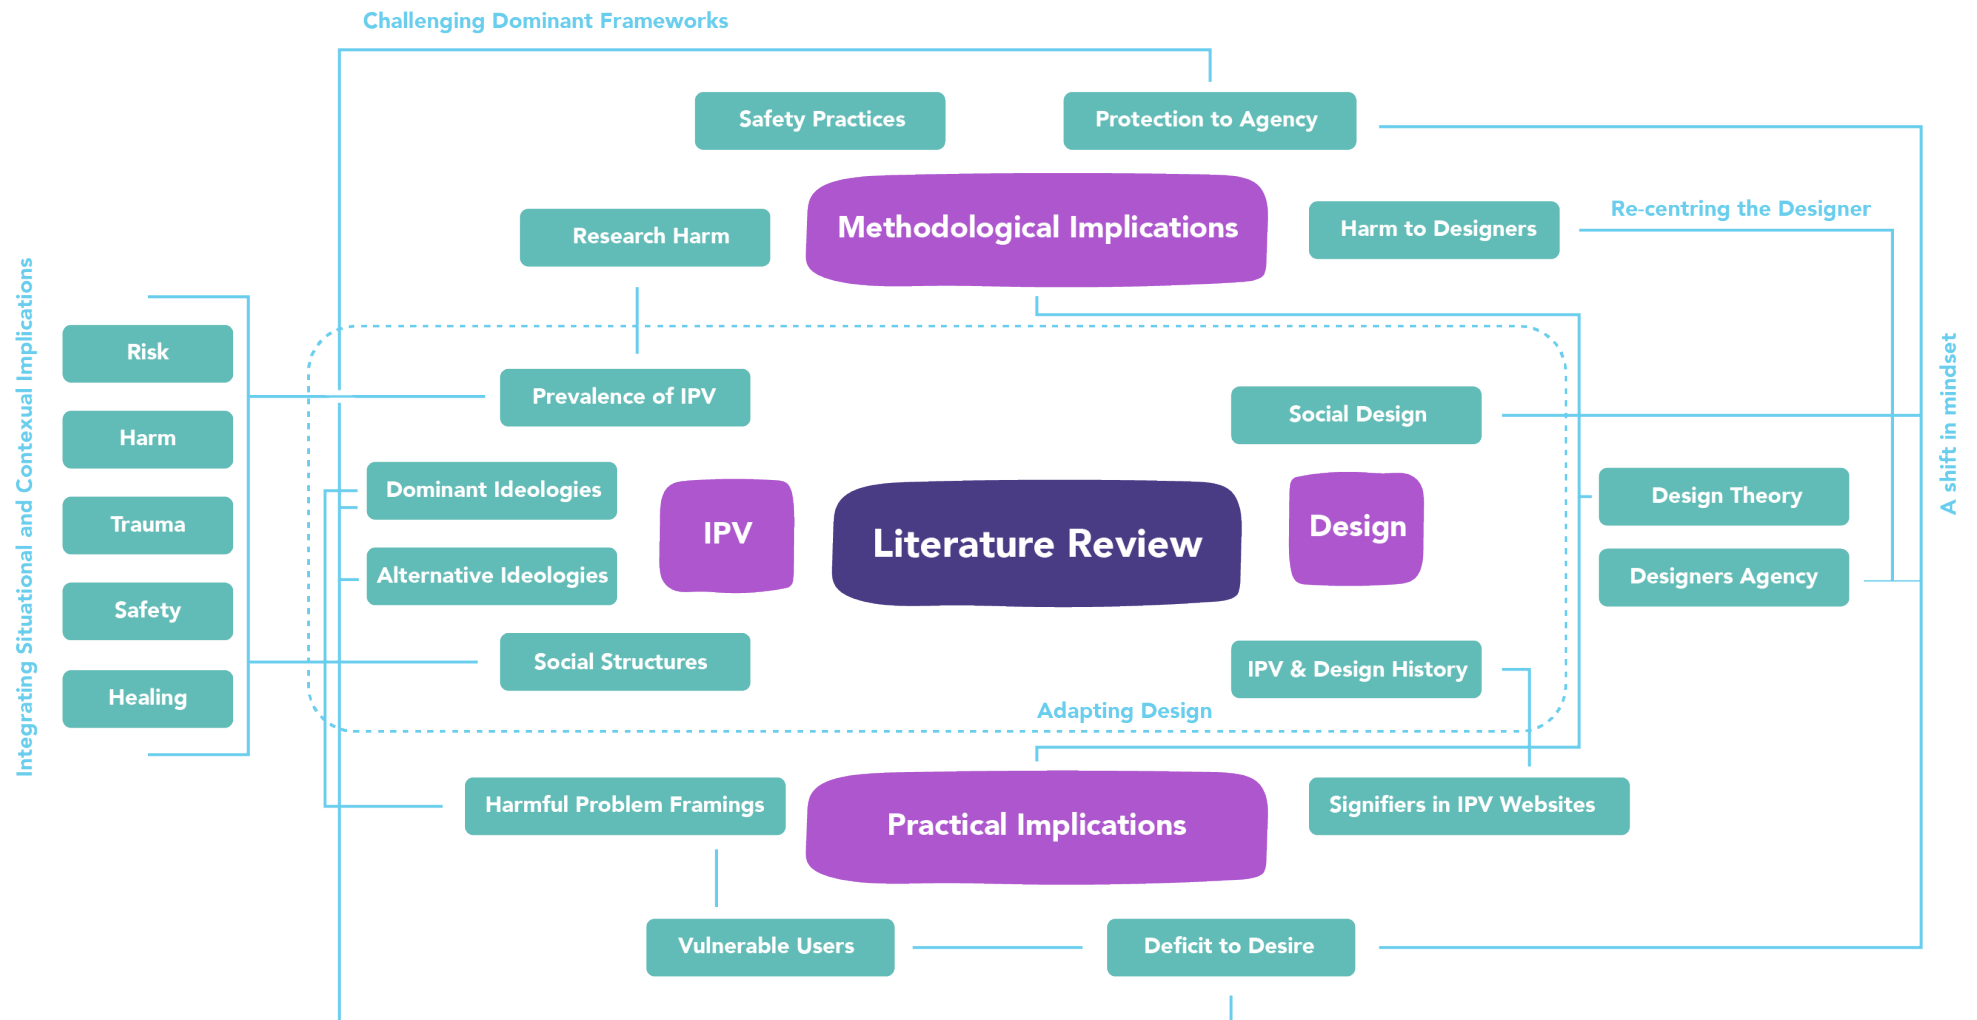 Challenging Dominant Frameworks
Safety Practices
Protection to Agency
Research Harm
Methodological Implications
Harm to Designers
Re-centring the Designer
Integrating Situational and Contexual Implications
Risk
Harm
Trauma
Safety
Healing
Prevalence of IPV
Dominant Ideologies
Alternative Ideologies
Social Structures
IPV
Literature Review
Design
Social Design
IPV & Design History
Adapting Design
Design Theory
Designers Agency
A shift in mindset
Harmful Problem Framings
Practical Implications
Signifiers in IPV Websites
Vulnerable Users
Deficit to Desire